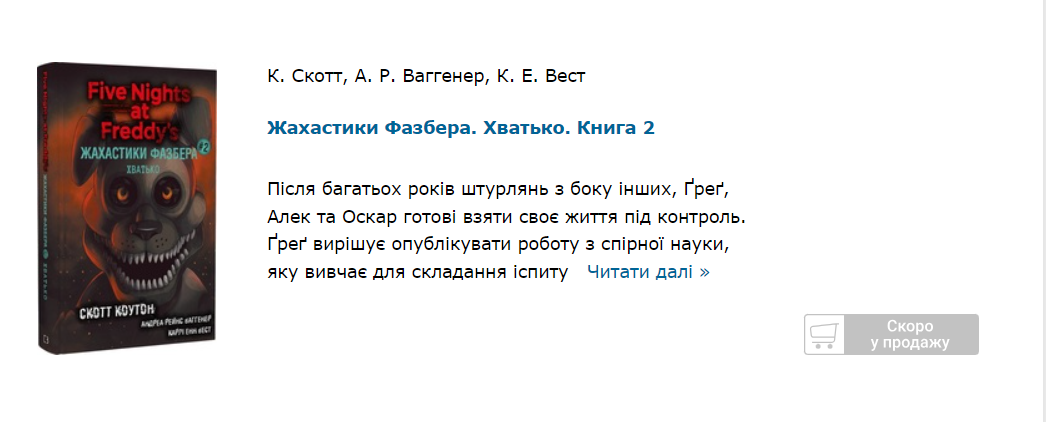 Five Nights
at
Freddy's
ЖАХАСТИКИ ФАЗБЕРА #2
ХВАТЬКО
СКОТТ КОУТОН
АНДРЕА РЕЙНС ВАГГЕНЕР
КАРЛІ ЕНН ВЕСТ
К. Скотт, А. Р. Ваггенер, К. Е. Вест
Жахастики Фазбера. Хватько. Книга 2
Після багатьох років штурлянь з боку інших, Ґреґ,
Алек та Оскар готові взяти своє життя під контроль.
Ґреґ вирішує опублікувати роботу з спірної науки,
яку вивчає для складання іспиту Читати далі »
Скоро
у продажу